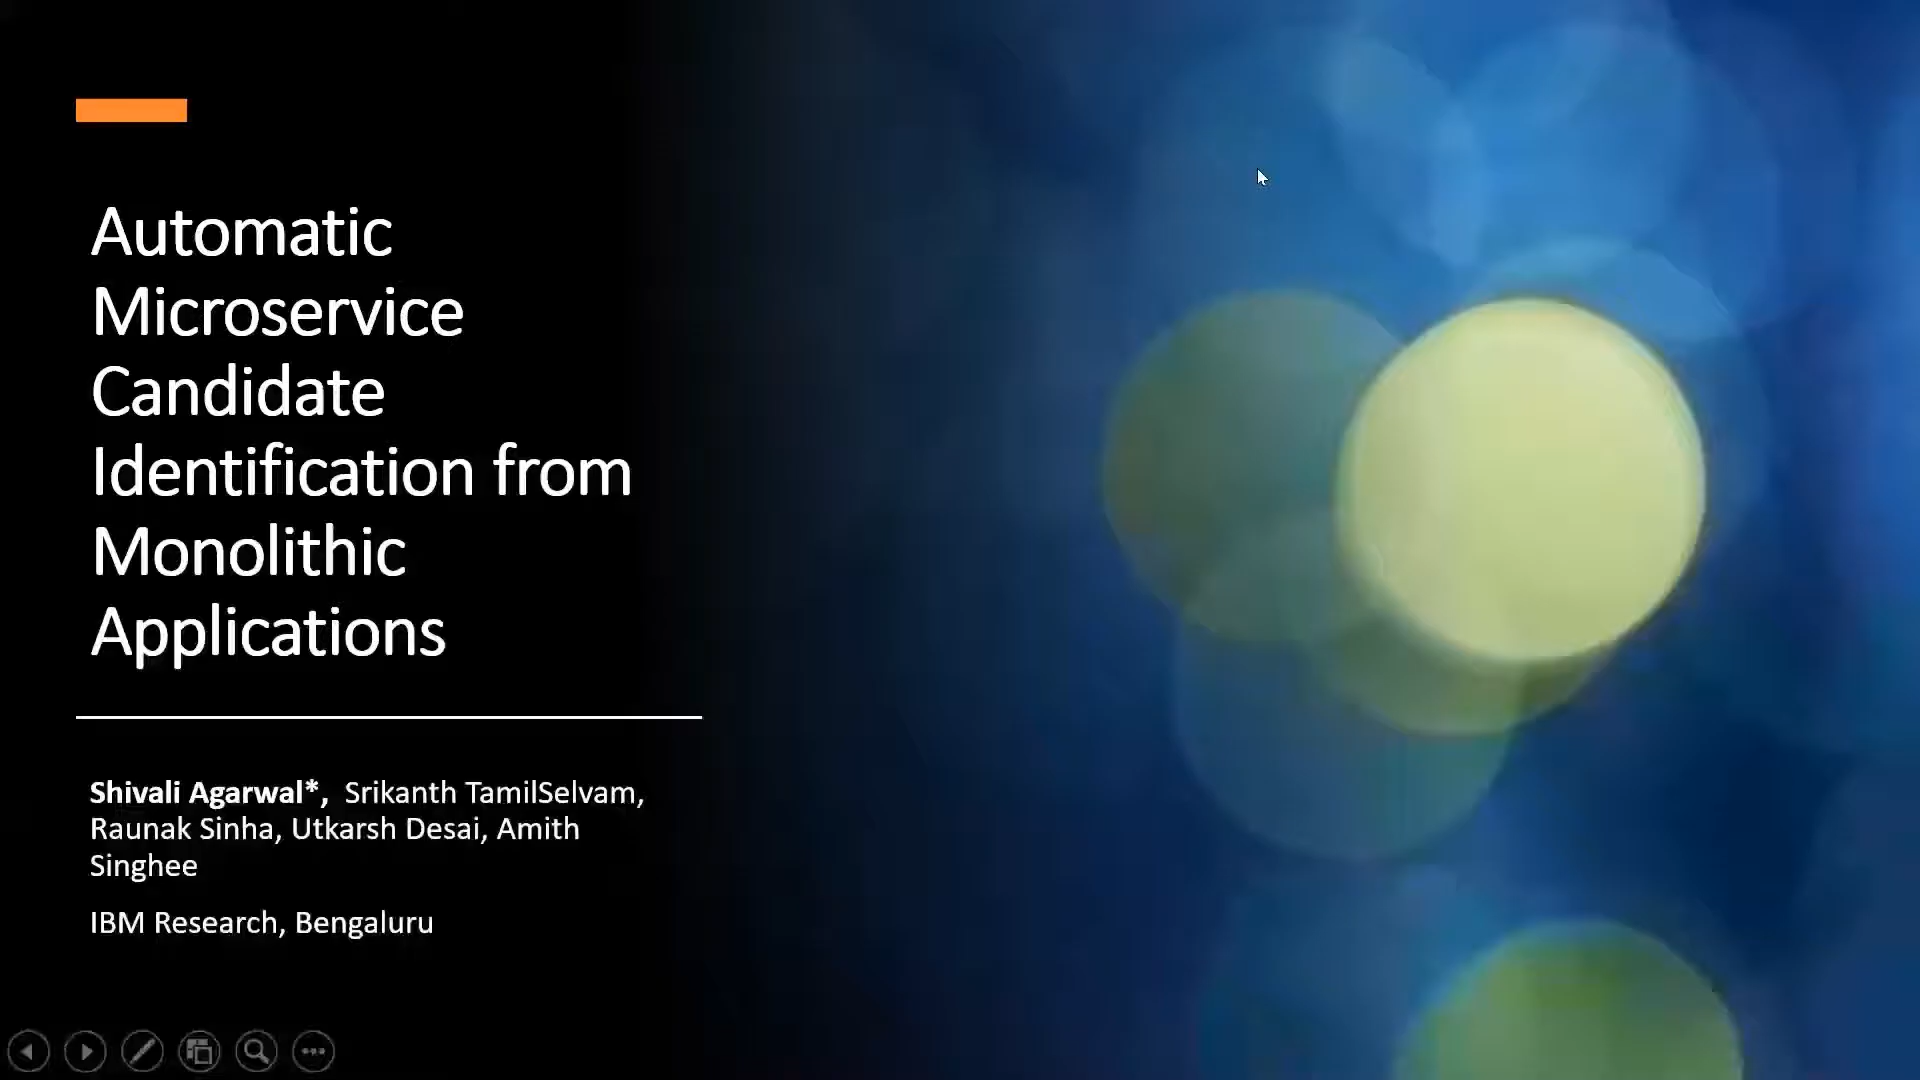 Automatic
Microservice
Candidate
Identification from
Monolithic
Applications
Shivali Agarwal*, Srikanth TamilSelvam,
Raunak Sinha, Utkarsh Desai, Amith
Singhee
IBM Research, Bengaluru